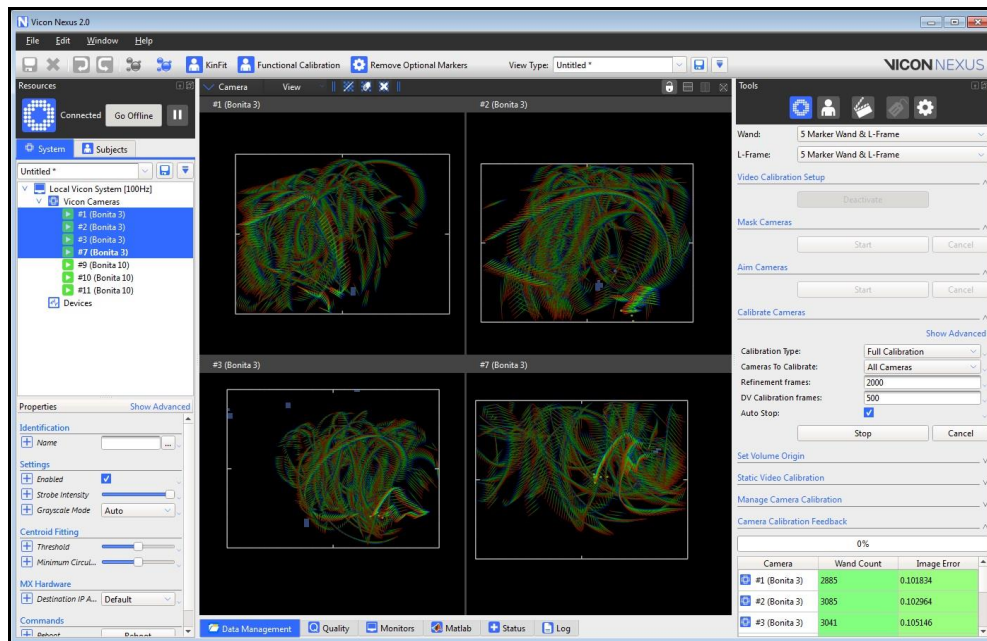 Vicon Nexus 2.0
File Edit Window Help
KinFit Functional Calibration Remove Optional Markers View Type: Untitled * VICON NEXUS
Resources
Connected Go Offline
System Subjects
Untitled *
Local Vicon System [100Hz]
Vicon Cameras
#1 (Bonita 3)
#2 (Bonita 3)
#3 (Bonita 3)
#7 (Bonita 3)
#9 (Bonita 10)
#10 (Bonita 10)
#11 (Bonita 10)
Devices
Properties Show Advanced
Identification
Name ...
Settings
Enabled
Strobe Intensity
Grayscale Mode Auto
Centroid Fitting
Threshold
Minimum Circul...
MX Hardware
Destination IP A... Default
Commands
Reboot Reboot
Camera View
#1 (Bonita 3) #2 (Bonita 3)
#3 (Bonita 3) #7 (Bonita 3)
Data Management Quality Monitors Matlab Status Log
Tools
Wand: 5 Marker Wand & L-Frame
L-Frame: 5 Marker Wand & L-Frame
Video Calibration Setup
Deactivate
Mask Cameras
Start Cancel
Aim Cameras
Start Cancel
Calibrate Cameras
Show Advanced
Calibration Type: Full Calibration
Cameras To Calibrate: All Cameras
Refinement frames: 2000
DV Calibration frames: 500
Auto Stop:
Stop Cancel
Set Volume Origin
Static Video Calibration
Manage Camera Calibration
Camera Calibration Feedback
0%
Camera Wand Count Image Error
#1 (Bonita 3) 2885 0.101834
#2 (Bonita 3) 3085 0.102964
#3 (Bonita 3) 3041 0.105146